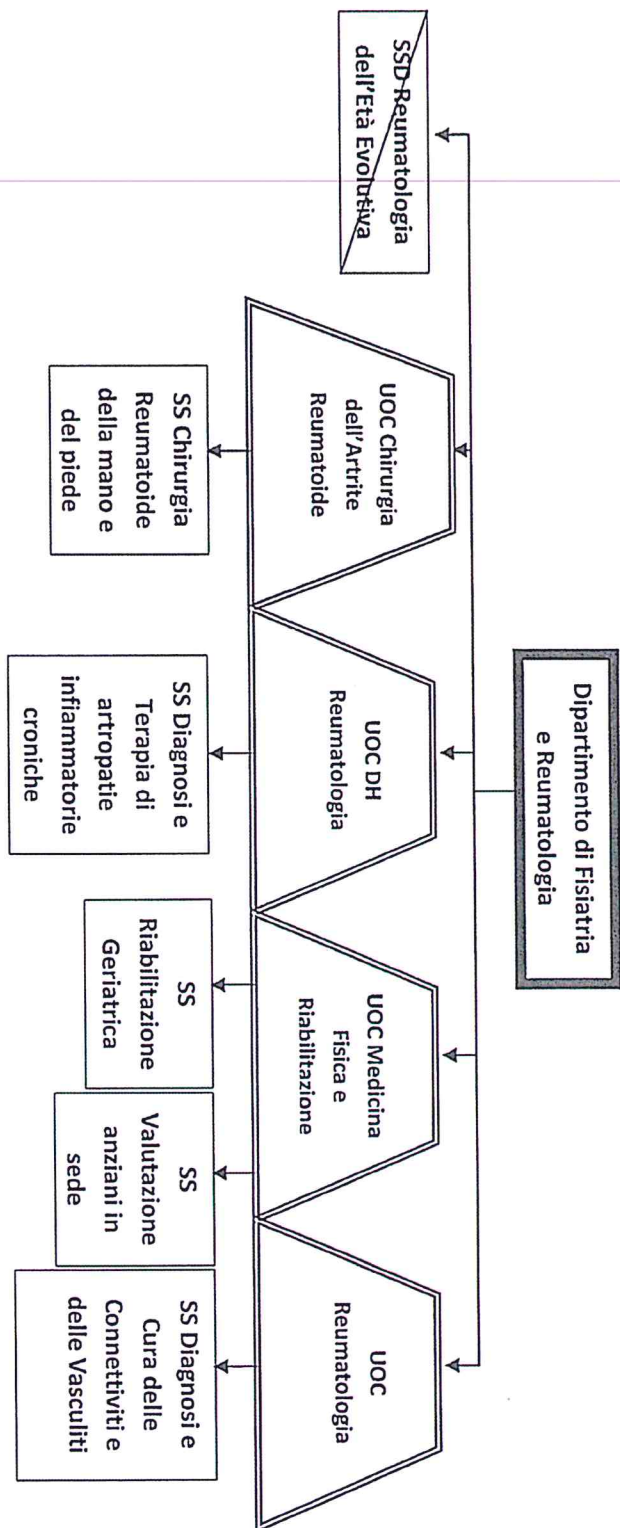 Dipartimento di Fisiatria
e Reumatologia
SSD Reumatologia
dell'Età Evolutiva
UOC Chirurgia
dell'Artrite
Reumatoide
UOC DH
Reumatologia
UOC Medicina
Fisica e
Riabilitazione
UOC
Reumatologia
SS Chirurgia
Reumatoide
della mano e
del piede
SS Diagnosi e
Terapia di
artropatie
infiammatorie
croniche
SS
Riabilitazione
Geriatrica
SS
Valutazione
anziani in
sede
SS Diagnosi e
Cura delle
Connettiviti e
delle Vasculiti